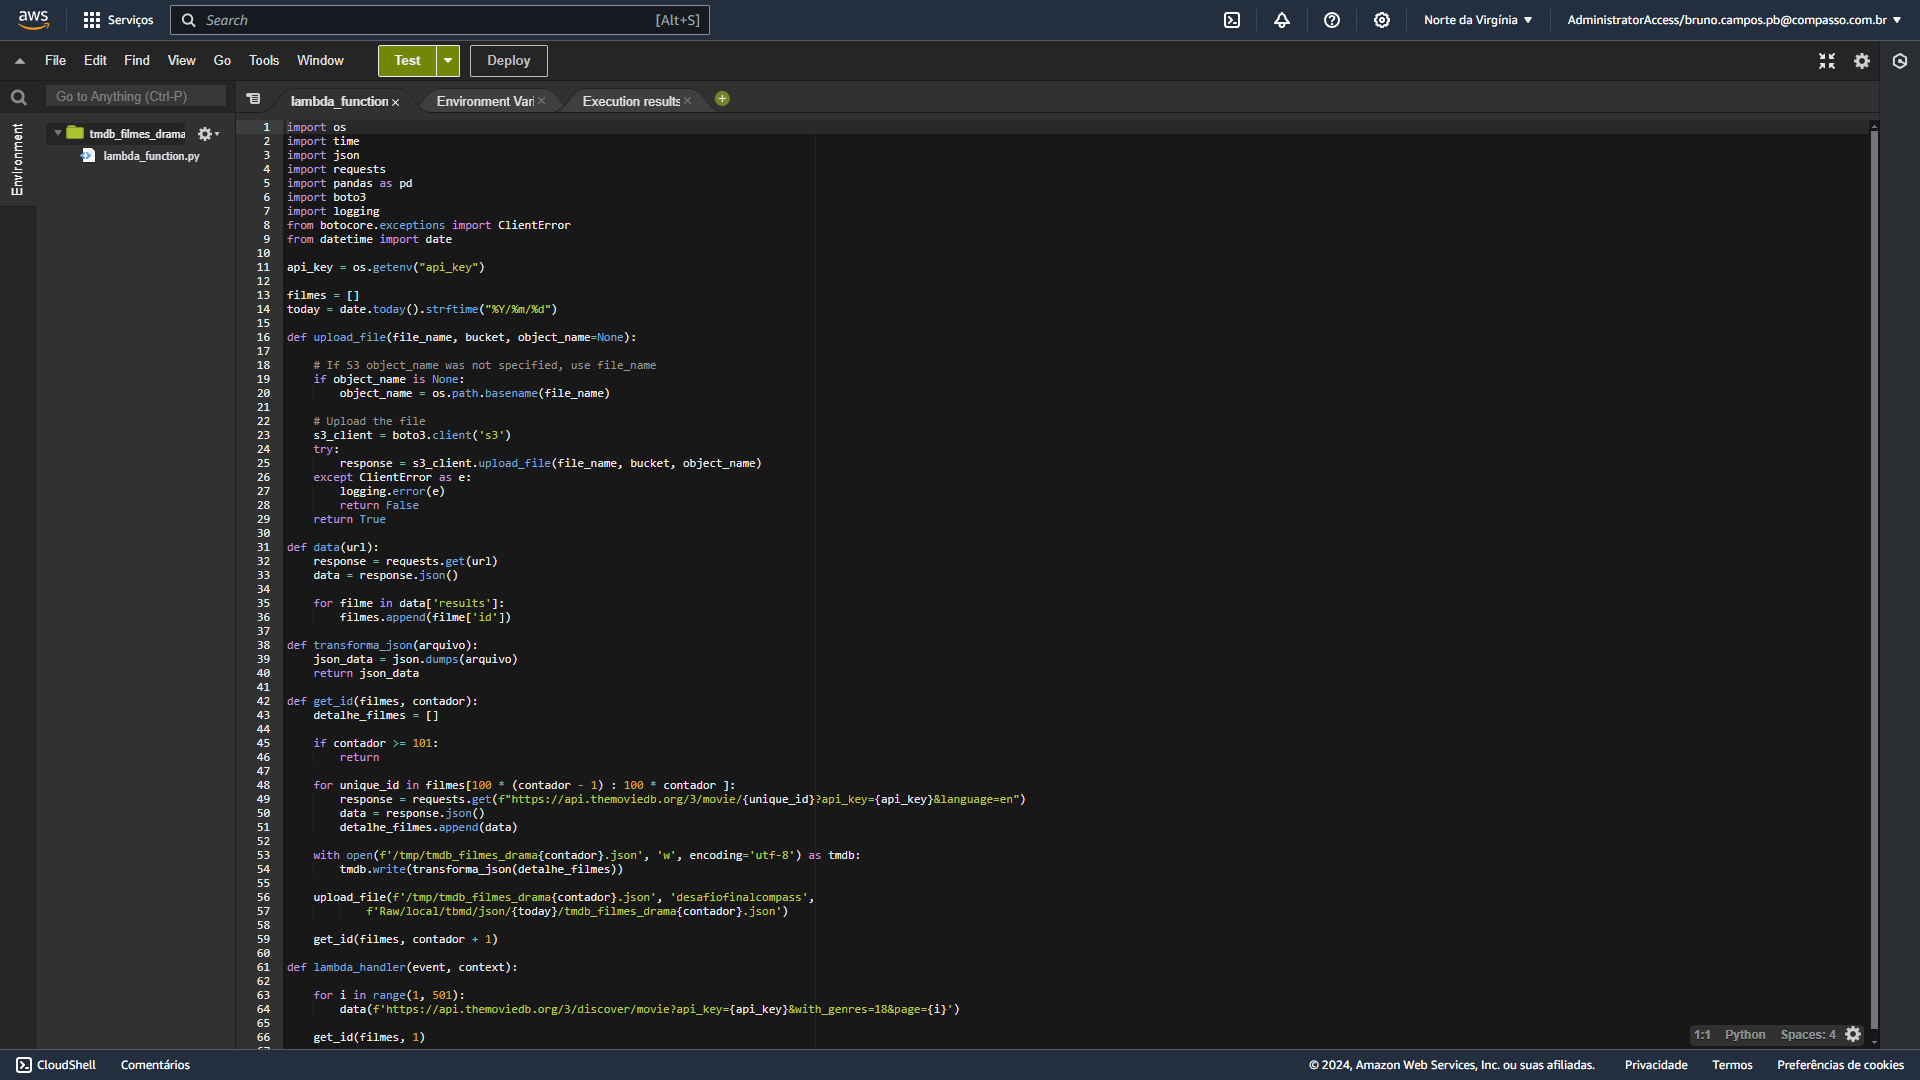 aws Serviços Search [Alt+S] Norte da Virgínia ▼ AdministratorAccess/bruno.campos.pb@compasso.com.br ▼
File Edit Find View Go Tools Window Test Deploy
Go to Anything (Ctrl-P) lambda_function × Environment Vari × Execution results ×
Environment
tmdb_filmes_drama
lambda_function.py
1 import os
2 import time
3 import json
4 import requests
5 import pandas as pd
6 import boto3
7 import logging
8 from botocore.exceptions import ClientError
9 from datetime import date
10
11 api_key = os.getenv("api_key")
12
13 filmes = []
14 today = date.today().strftime("%Y/%m/%d")
15
16 def upload_file(file_name, bucket, object_name=None):
17
18     # If S3 object_name was not specified, use file_name
19     if object_name is None:
20         object_name = os.path.basename(file_name)
21
22     # Upload the file
23     s3_client = boto3.client('s3')
24     try:
25         response = s3_client.upload_file(file_name, bucket, object_name)
26     except ClientError as e:
27         logging.error(e)
28         return False
29     return True
30
31 def data(url):
32     response = requests.get(url)
33     data = response.json()
34
35     for filme in data['results']:
36         filmes.append(filme['id'])
37
38 def transforma_json(arquivo):
39     json_data = json.dumps(arquivo)
40     return json_data
41
42 def get_id(filmes, contador):
43     detalhe_filmes = []
44
45     if contador >= 101:
46         return
47
48     for unique_id in filmes[100 * (contador - 1) : 100 * contador ]:
49         response = requests.get(f"https://api.themoviedb.org/3/movie/{unique_id}?api_key={api_key}&language=en")
50         data = response.json()
51         detalhe_filmes.append(data)
52
53     with open(f'/tmp/tmdb_filmes_drama{contador}.json', 'w', encoding='utf-8') as tmdb:
54         tmdb.write(transforma_json(detalhe_filmes))
55
56     upload_file(f'/tmp/tmdb_filmes_drama{contador}.json', 'desafiofinalcompass',
57             f'Raw/local/tbmd/json/{today}/tmdb_filmes_drama{contador}.json')
58
59     get_id(filmes, contador + 1)
60
61 def lambda_handler(event, context):
62
63     for i in range(1, 501):
64         data(f'https://api.themoviedb.org/3/discover/movie?api_key={api_key}&with_genres=18&page={i}')
65
66     get_id(filmes, 1)
1:1 Python Spaces: 4
CloudShell Comentários © 2024, Amazon Web Services, Inc. ou suas afiliadas. Privacidade Termos Preferências de cookies